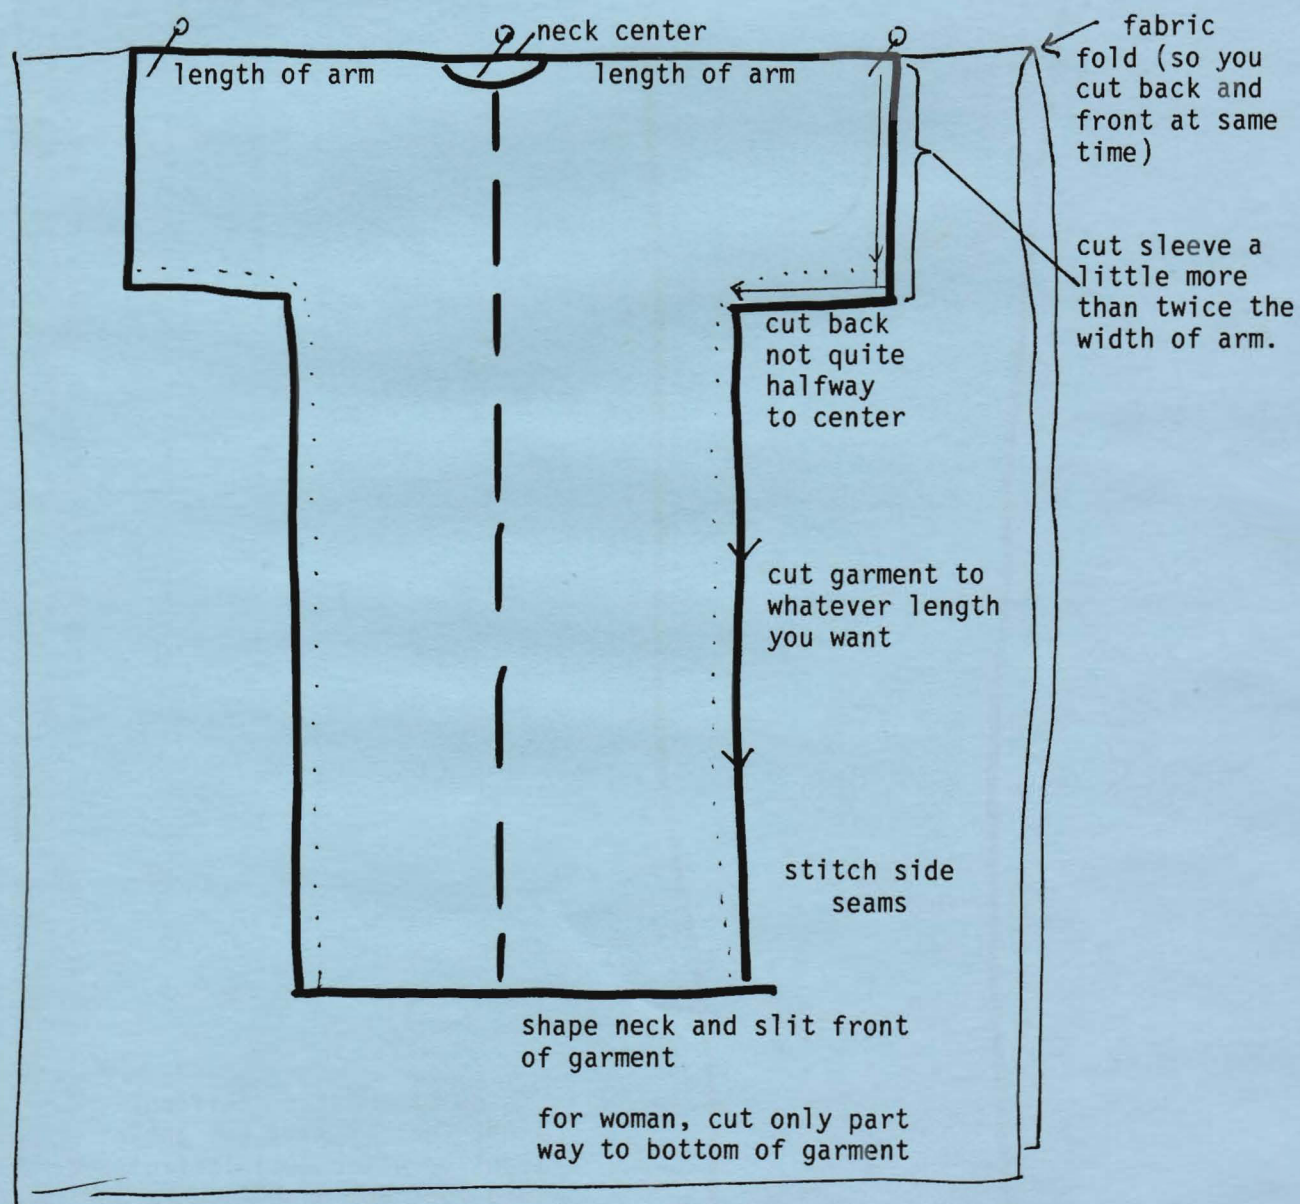 neck center
length of arm
length of arm
fabric
fold (so you
cut back and
front at same
time)
cut sleeve a
little more
than twice the
width of arm.
cut back
not quite
halfway
to center
cut garment to
whatever length
you want
stitch side
seams
shape neck and slit front
of garment
for woman, cut only part
way to bottom of garment